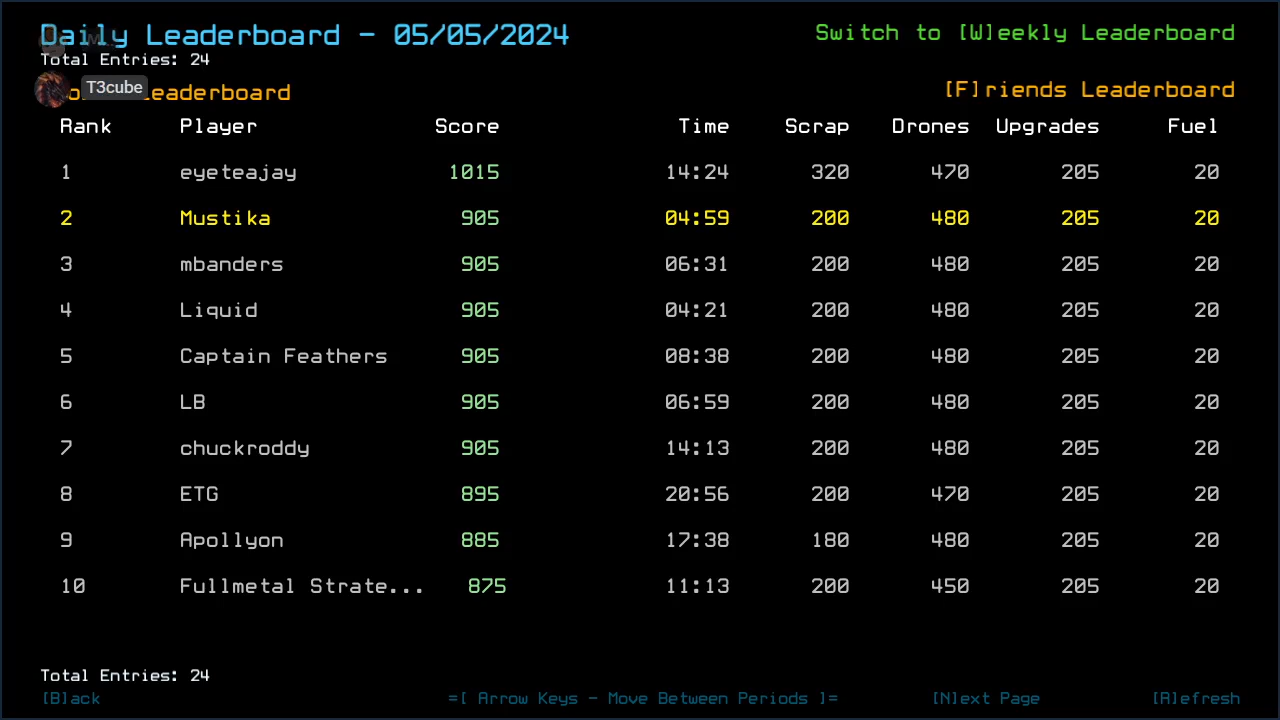 Daily Leaderboard - 05/05/2024
Switch to [W]eekly Leaderboard
Total Entries: 24
T3cube
Leaderboard
[F]riends Leaderboard
Rank Player Score Time Scrap Drones Upgrades Fuel
1 eyeteajay 1015 14:24 320 470 205 20
2 Mustika 905 04:59 200 480 205 20
3 mbanders 905 06:31 200 480 205 20
4 Liquid 905 04:21 200 480 205 20
5 Captain Feathers 905 08:38 200 480 205 20
6 LB 905 06:59 200 480 205 20
7 chuckroddy 905 14:13 200 480 205 20
8 ETG 895 20:56 200 470 205 20
9 Apollyon 885 17:38 180 480 205 20
10 Fullmetal Strate... 875 11:13 200 450 205 20
Total Entries: 24
[B]ack =[ Arrow Keys - Move Between Periods ]= [N]ext Page [R]efresh